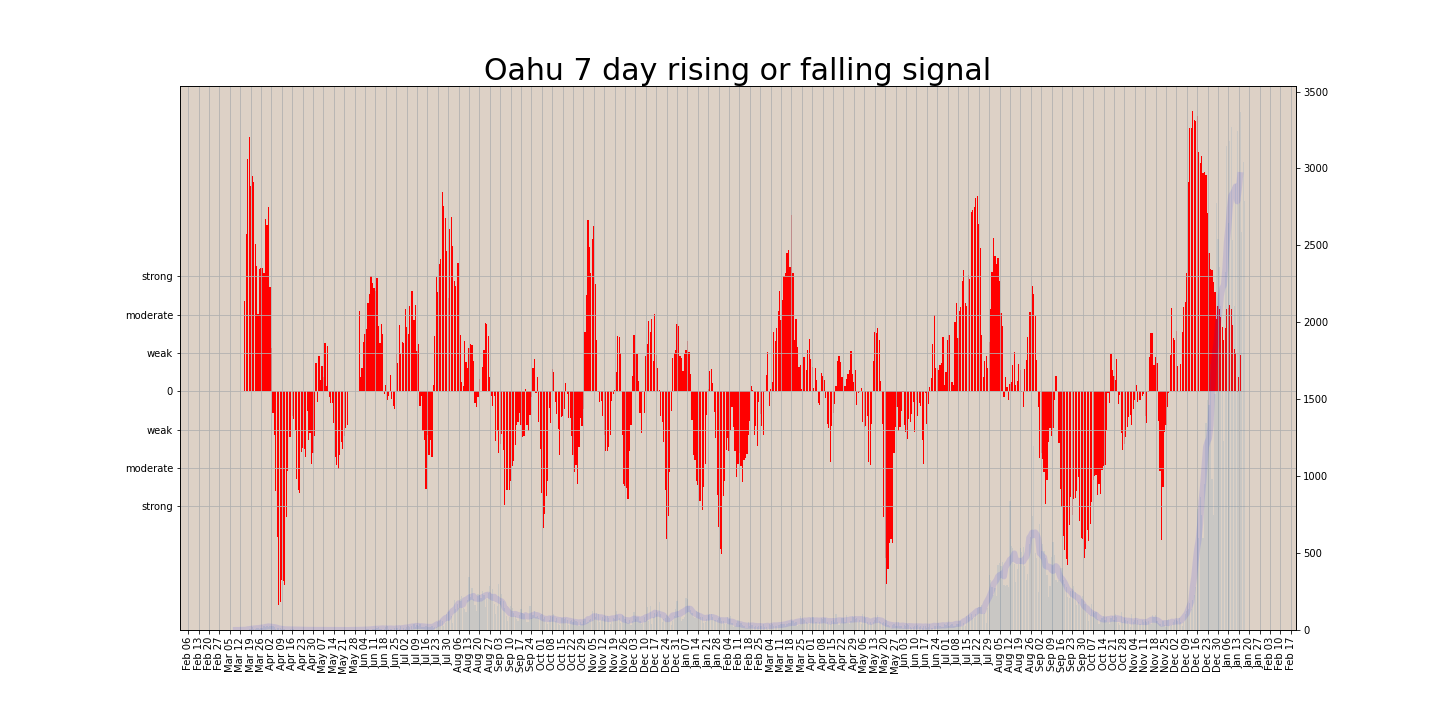 Oahu 7 day rising or falling signal
strong
moderate
weak
0
weak
moderate
strong
3500
3000
2500
2000
1500
1000
500
0
Feb 06
Feb 13
Feb 20
Feb 27
Mar 05
Mar 12
Mar 19
Mar 26
Apr 02
Apr 09
Apr 16
Apr 23
Apr 30
May 07
May 14
May 21
May 28
Jun 04
Jun 11
Jun 18
Jun 25
Jul 02
Jul 09
Jul 16
Jul 23
Jul 30
Aug 06
Aug 13
Aug 20
Aug 27
Sep 03
Sep 10
Sep 17
Sep 24
Oct 01
Oct 08
Oct 15
Oct 22
Oct 29
Nov 05
Nov 12
Nov 19
Nov 26
Dec 03
Dec 10
Dec 17
Dec 24
Dec 31
Jan 07
Jan 14
Jan 21
Jan 28
Feb 04
Feb 11
Feb 18
Feb 25
Mar 04
Mar 11
Mar 18
Mar 25
Apr 01
Apr 08
Apr 15
Apr 22
Apr 29
May 06
May 13
May 20
May 27
Jun 03
Jun 10
Jun 17
Jun 24
Jul 01
Jul 08
Jul 15
Jul 22
Jul 29
Aug 05
Aug 12
Aug 19
Aug 26
Sep 02
Sep 09
Sep 16
Sep 23
Sep 30
Oct 07
Oct 14
Oct 21
Oct 28
Nov 04
Nov 11
Nov 18
Nov 25
Dec 02
Dec 09
Dec 16
Dec 23
Dec 30
Jan 06
Jan 13
Jan 20
Jan 27
Feb 03
Feb 10
Feb 17